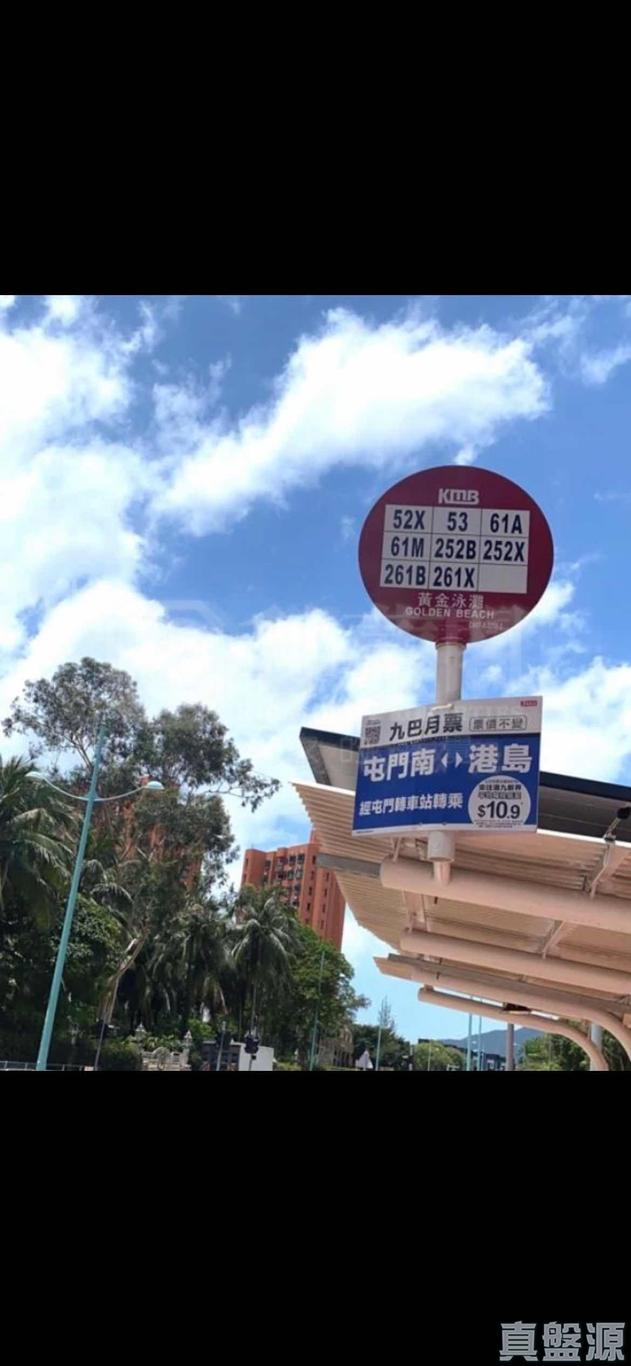 KMB
52X 53 61A
61M 252B 252X
261B 261X
黃金泳灘
GOLDEN BEACH
九巴月票 票價不變
屯門南↔港島
經屯門轉車站轉乘
$10.9
真盤源